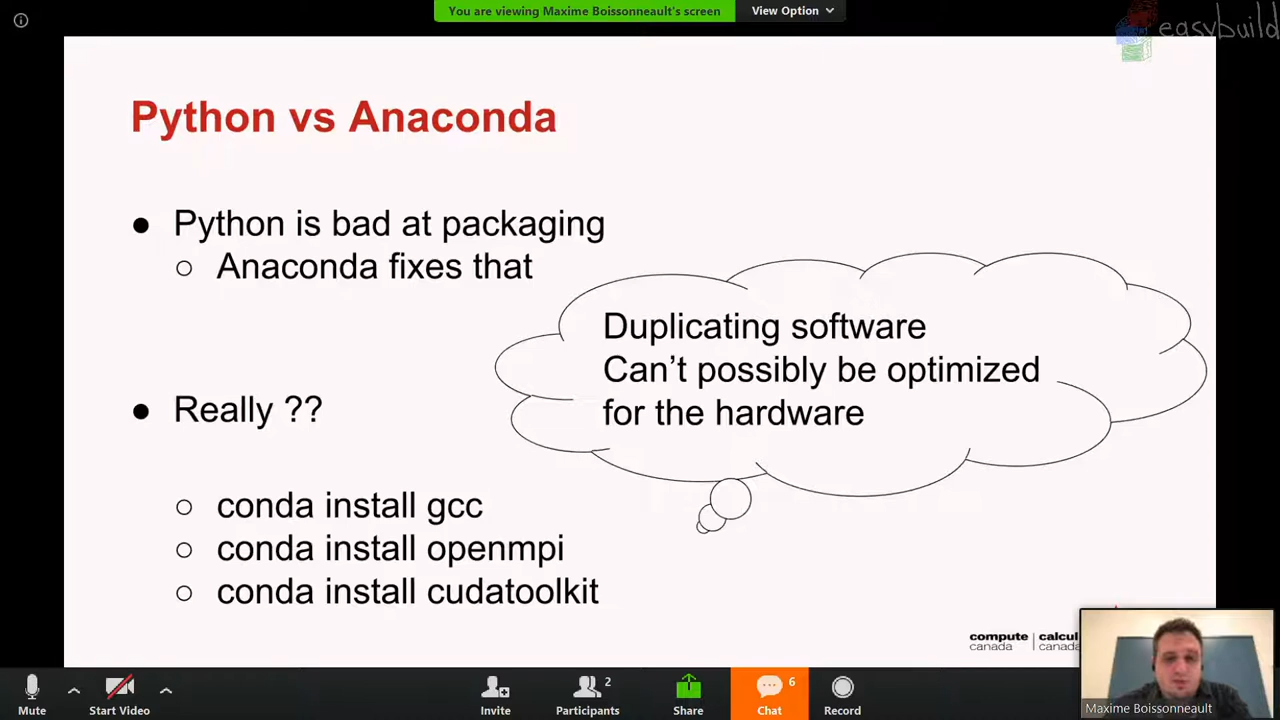 You are viewing Maxime Boissonneault's screen
View Option
easybuild
Python vs Anaconda
● Python is bad at packaging
○ Anaconda fixes that
Duplicating software
Can't possibly be optimized
for the hardware
● Really ??
○ conda install gcc
○ conda install openmpi
○ conda install cudatoolkit
compute | calcul
canada | canada
Maxime Boissonneault
Mute
Start Video
Invite
2
Participants
Share
6
Chat
Record